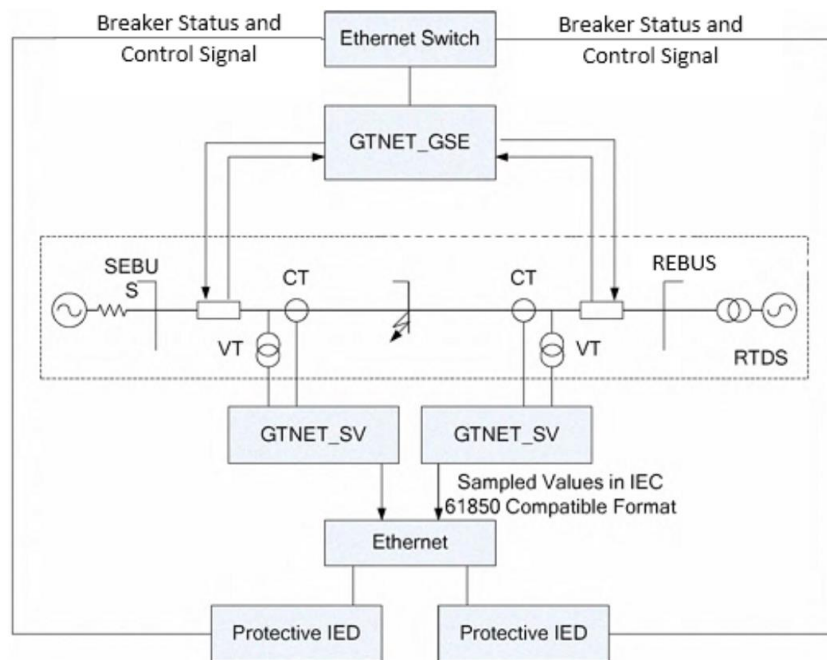 Breaker Status and
Control Signal
Ethernet Switch
Breaker Status and
Control Signal
GTNET_GSE
SEBU
S
CT
CT
REBUS
VT
VT
RTDS
GTNET_SV
GTNET_SV
Sampled Values in IEC
61850 Compatible Format
Ethernet
Protective IED
Protective IED